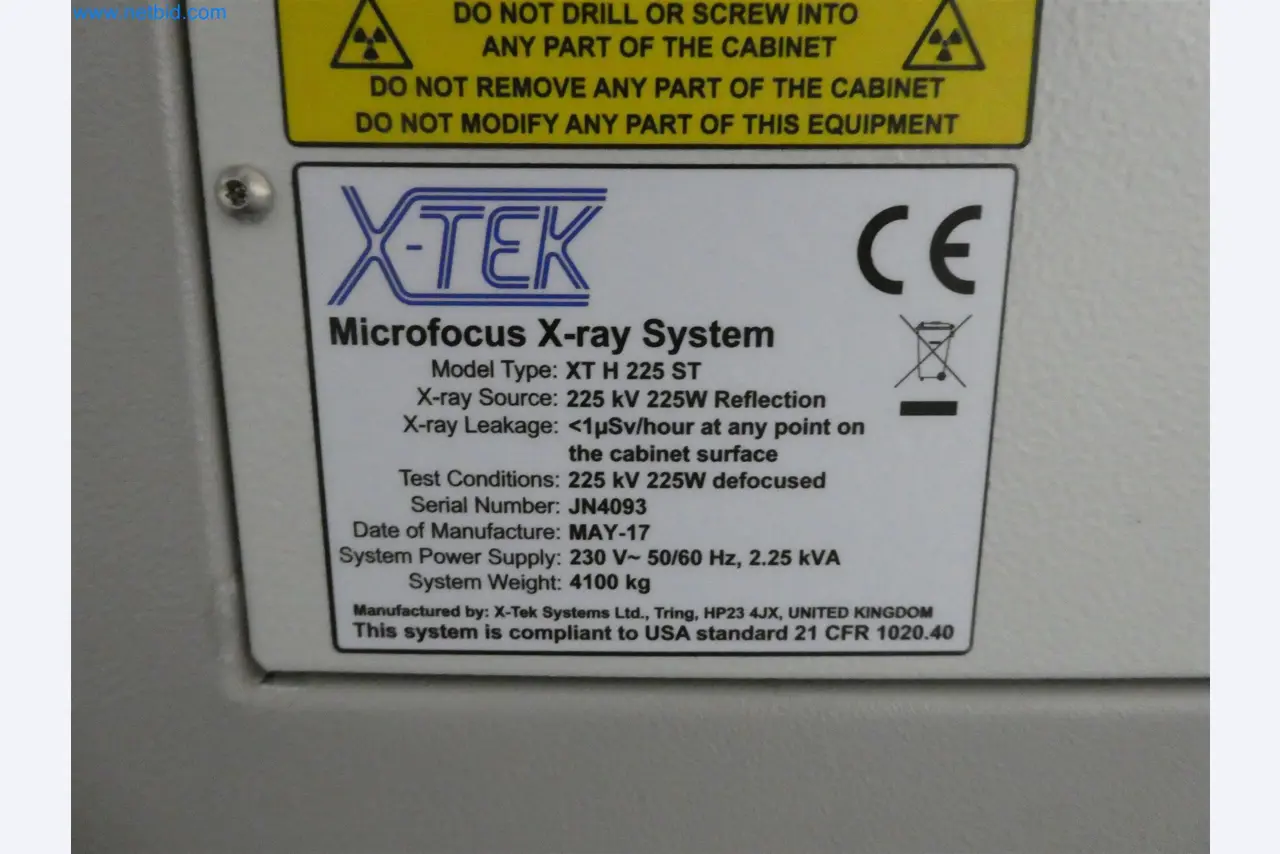 www.netbid.com
DO NOT DRILL OR SCREW INTO
ANY PART OF THE CABINET
DO NOT REMOVE ANY PART OF THE CABINET
DO NOT MODIFY ANY PART OF THIS EQUIPMENT
X-TEK
CE
Microfocus X-ray System
Model Type: XT H 225 ST
X-ray Source: 225 kV 225W Reflection
X-ray Leakage: <1µSv/hour at any point on
the cabinet surface
Test Conditions: 225 kV 225W defocused
Serial Number: JN4093
Date of Manufacture: MAY-17
System Power Supply: 230 V~ 50/60 Hz, 2.25 kVA
System Weight: 4100 kg
Manufactured by: X-Tek Systems Ltd., Tring, HP23 4JX, UNITED KINGDOM
This system is compliant to USA standard 21 CFR 1020.40